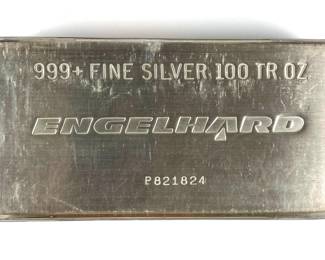 999+ FINE SILVER 100 TR OZ
ENGELHARD
P821824